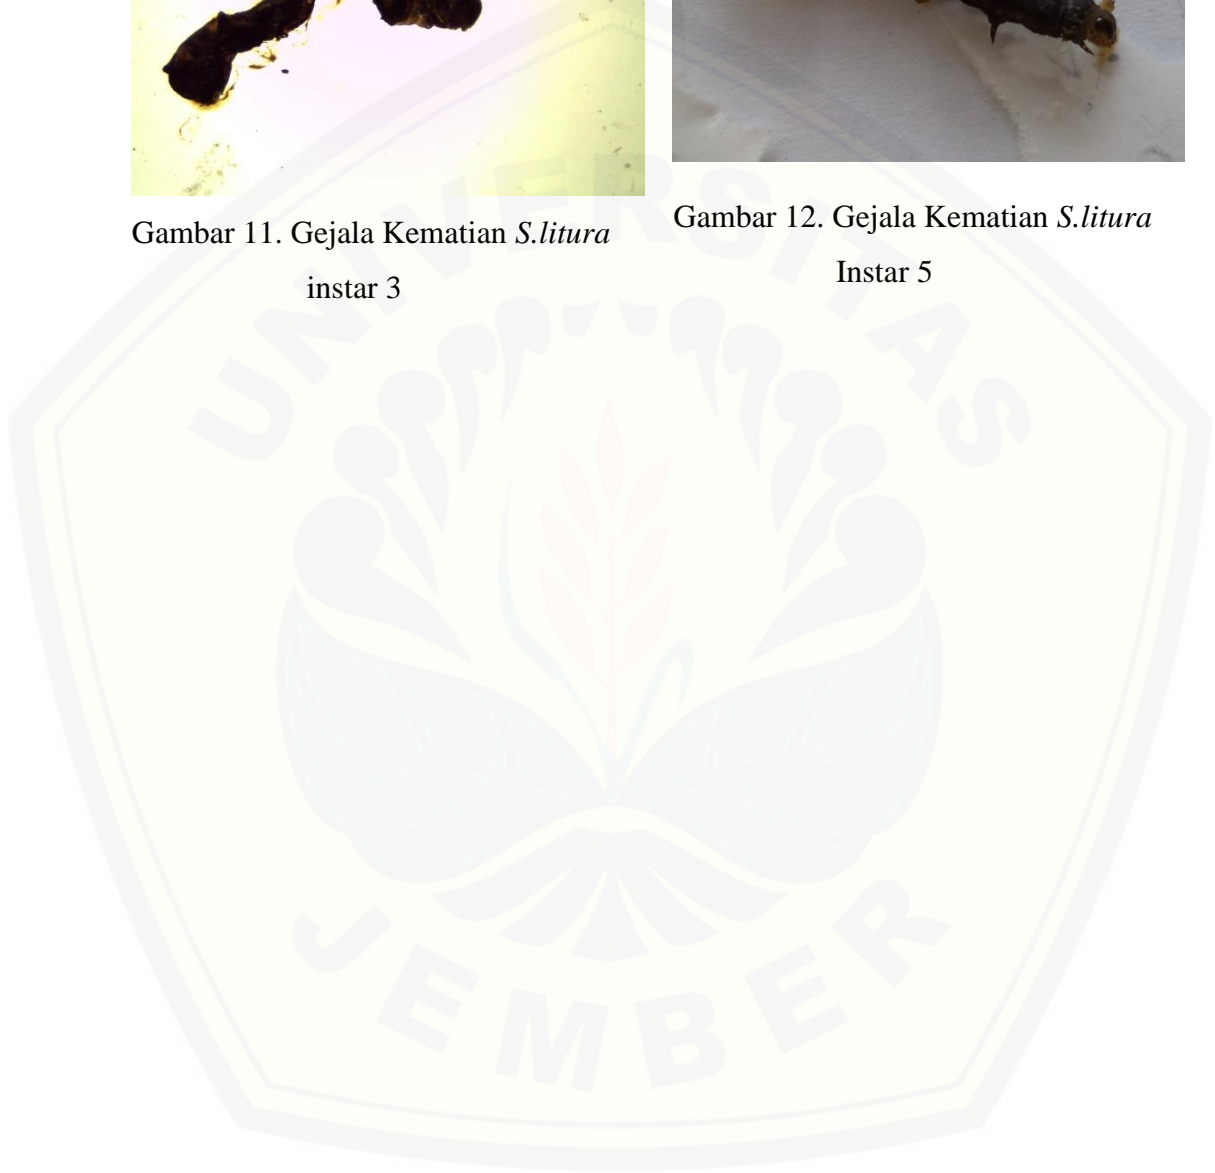 Gambar 11. Gejala Kematian S.litura
instar 3
Gambar 12. Gejala Kematian S.litura
Instar 5
UNIVERSITAS
JEMBER